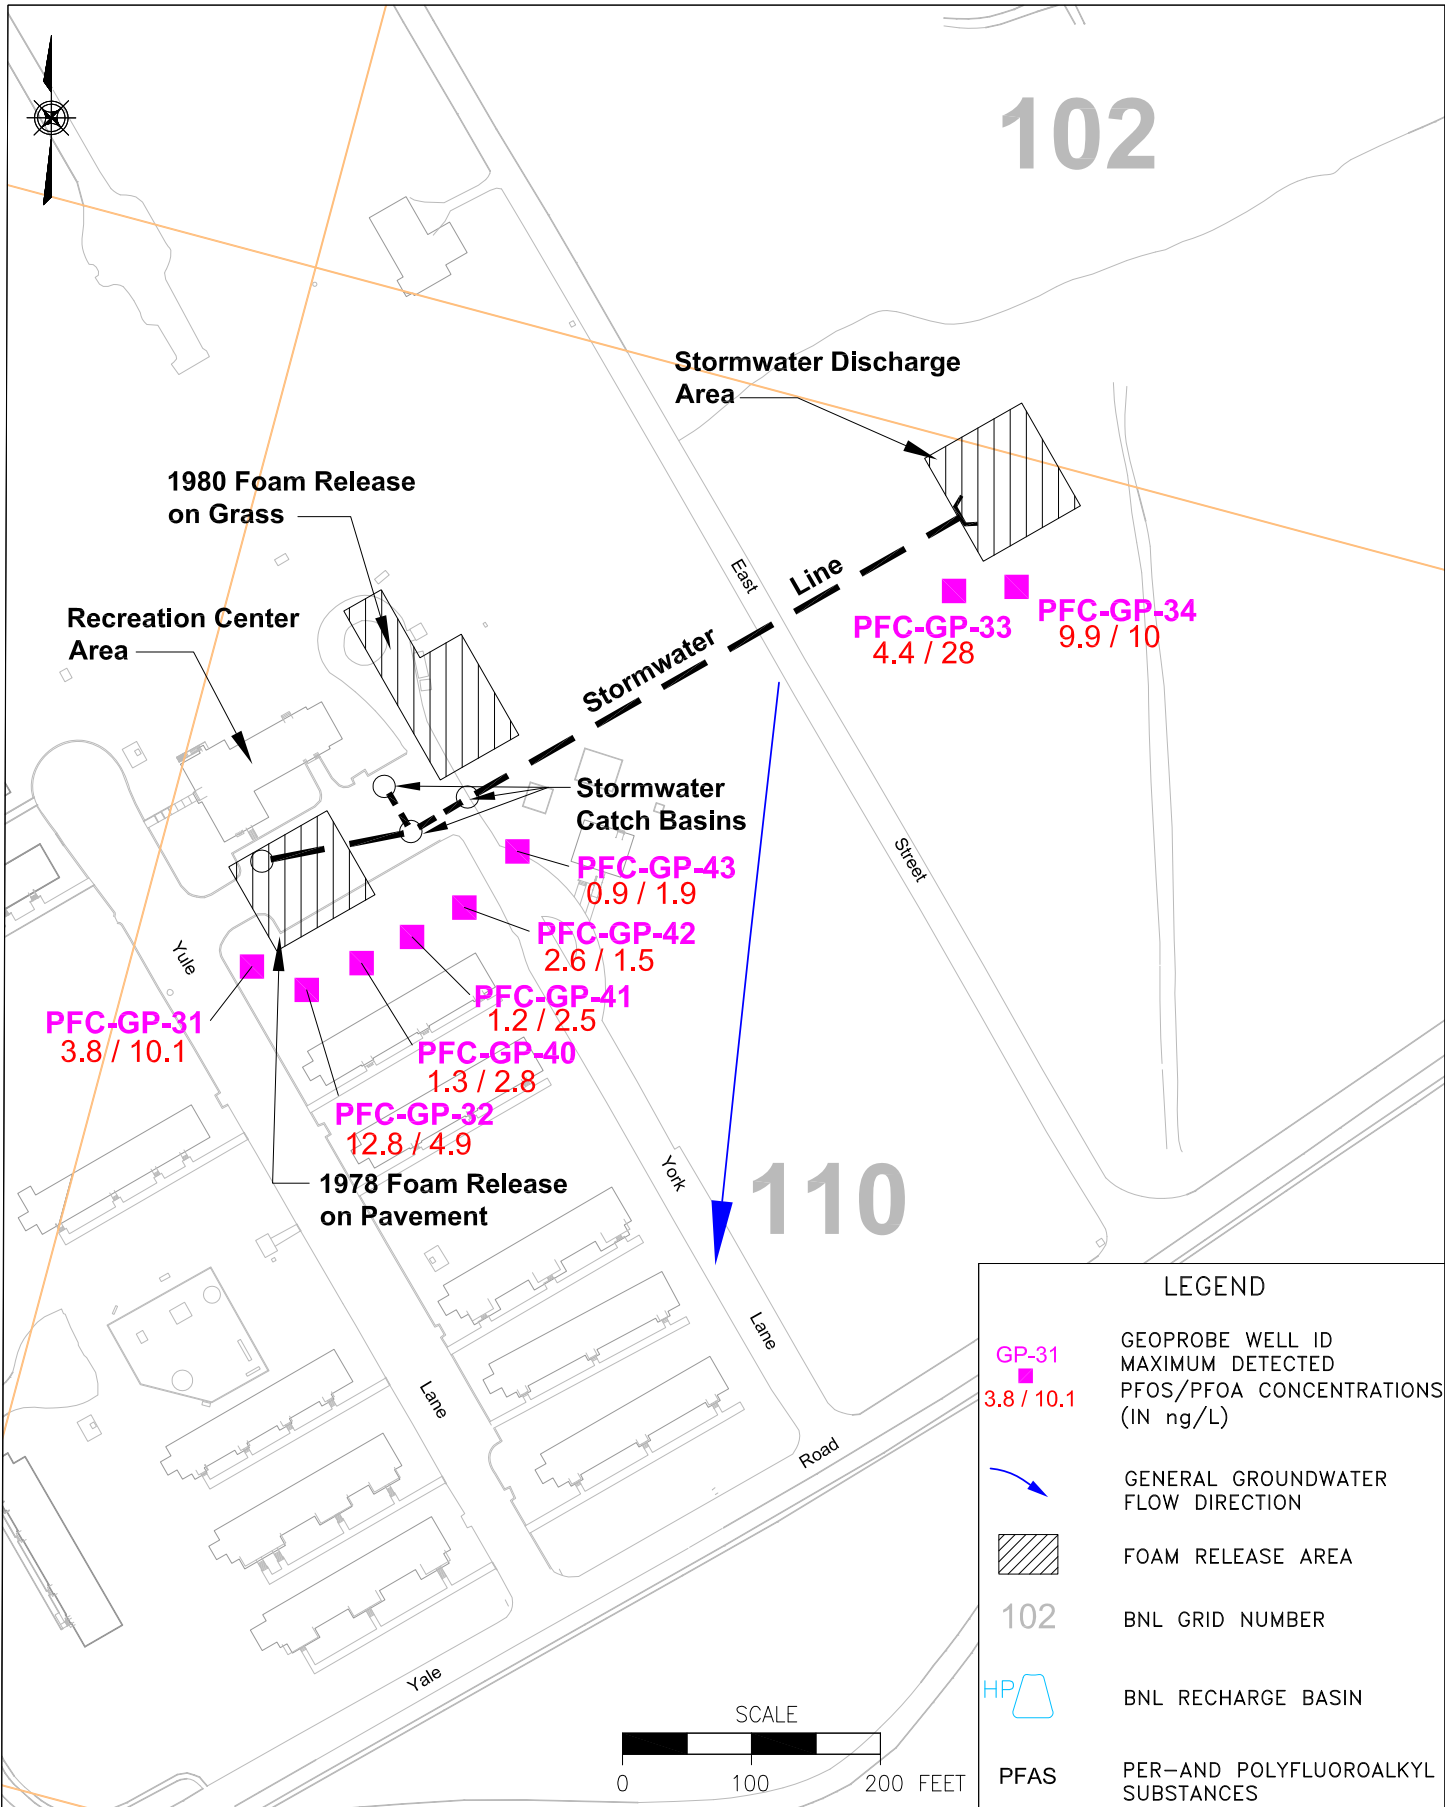 102
Stormwater Discharge
Area
1980 Foam Release
on Grass
East
Line
Stormwater
Recreation Center
Area
PFC-GP-33
4.4 / 28
PFC-GP-34
9.9 / 10
Stormwater
Catch Basins
Street
PFC-GP-43
0.9 / 1.9
PFC-GP-42
2.6 / 1.5
Yule
PFC-GP-41
1.2 / 2.5
PFC-GP-31
3.8 / 10.1
PFC-GP-40
1.3 / 2.8
PFC-GP-32
12.8 / 4.9
York
110
1978 Foam Release
on Pavement
Lane
Lane
Road
Yale
SCALE
0 100 200 FEET
LEGEND
GP-31
3.8 / 10.1
GEOPROBE WELL ID
MAXIMUM DETECTED
PFOS/PFOA CONCENTRATIONS
(IN ng/L)
GENERAL GROUNDWATER
FLOW DIRECTION
FOAM RELEASE AREA
102
BNL GRID NUMBER
HP
BNL RECHARGE BASIN
PFAS
PER-AND POLYFLUOROALKYL
SUBSTANCES